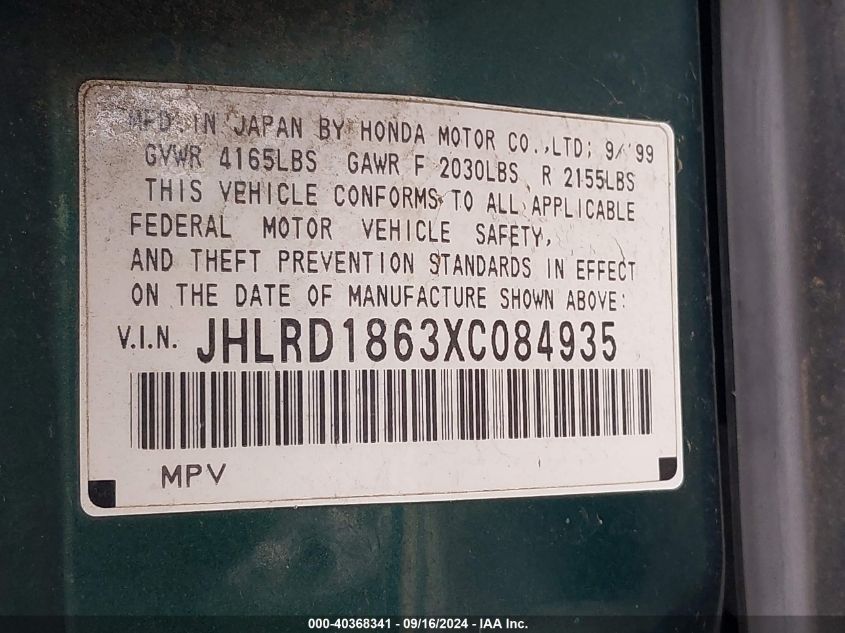 MFD. IN JAPAN BY HONDA MOTOR CO.,LTD; 9/'99
GVWR 4165LBS GAWR F 2030LBS R 2155LBS
THIS VEHICLE CONFORMS TO ALL APPLICABLE
FEDERAL MOTOR VEHICLE SAFETY,
AND THEFT PREVENTION STANDARDS IN EFFECT
ON THE DATE OF MANUFACTURE SHOWN ABOVE:
V.I.N. JHLRD1863XC084935
MPV
000-40368341 - 09/16/2024 - IAA Inc.